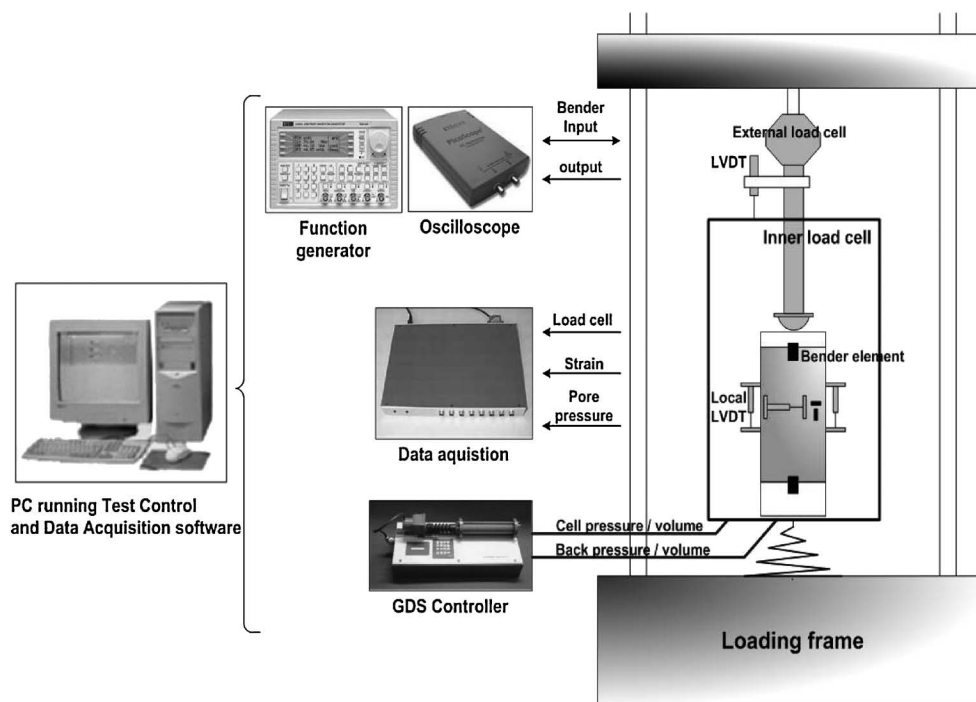 Bender
Input
output
Function
generator
Oscilloscope
PicoScope
External load cell
LVDT
Inner load cell
Load cell
Strain
Pore
pressure
Data aquistion
Bender element
Local
LVDT
PC running Test Control
and Data Acquisition software
Cell pressure / volume
Back pressure / volume
GDS Controller
Loading frame